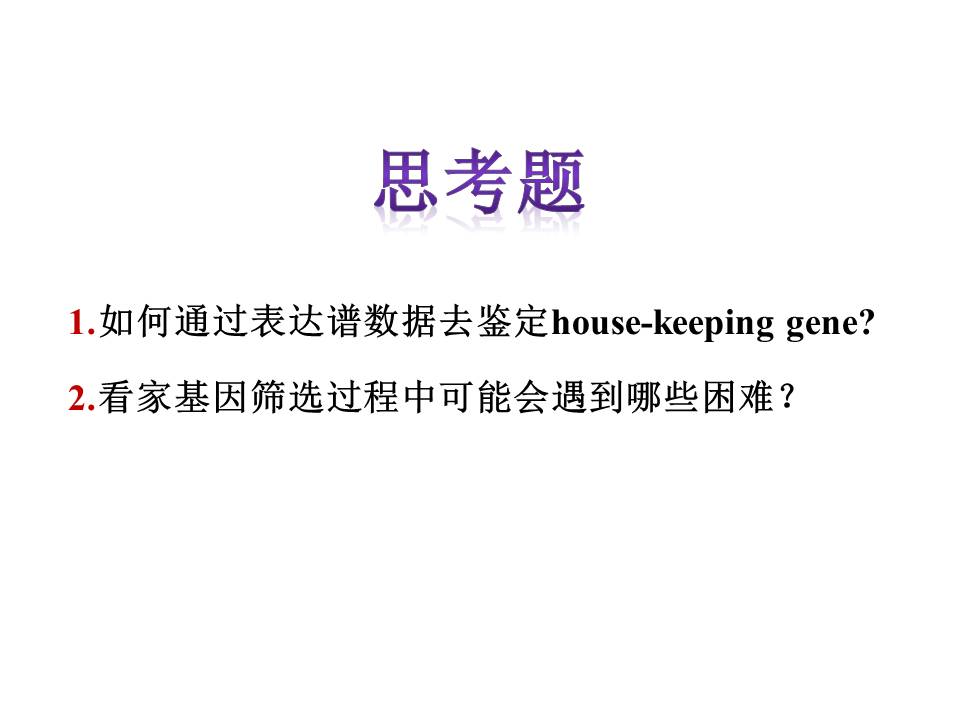 思考题
1.如何通过表达谱数据去鉴定house-keeping gene?
2.看家基因筛选过程中可能会遇到哪些困难？